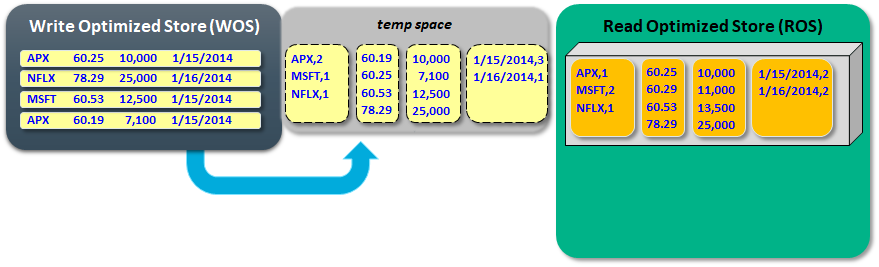 Write Optimized Store (WOS)
APX 60.25 10,000 1/15/2014
NFLX 78.29 25,000 1/16/2014
MSFT 60.53 12,500 1/15/2014
APX 60.19 7,100 1/15/2014
temp space
APX,2
MSFT,1
NFLX,1
60.19
60.25
60.53
78.29
10,000
7,100
12,500
25,000
1/15/2014,3
1/16/2014,1
Read Optimized Store (ROS)
APX,1
MSFT,2
NFLX,1
60.25
60.29
60.53
78.29
10,000
11,000
13,500
25,000
1/15/2014,2
1/16/2014,2